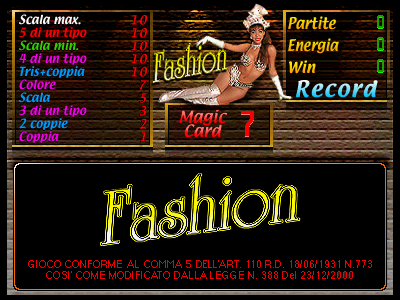 Scala max. 10
5 di un tipo 10
Scala min. 10
4 di un tipo 10
Tris+coppia 10
Colore 7
Scala 5
3 di un tipo 3
2 coppie 2
Coppia 1
Fashion
Magic Card 7
Partite 0
Energia 0
Win 0
Record
Fashion
GIOCO CONFORME AL COMMA 5 DELL'ART. 110 R.D. 18/06/1931 N.773
COSI' COME MODIFICATO DALLA LEGGE N. 388 Del 23/12/2000